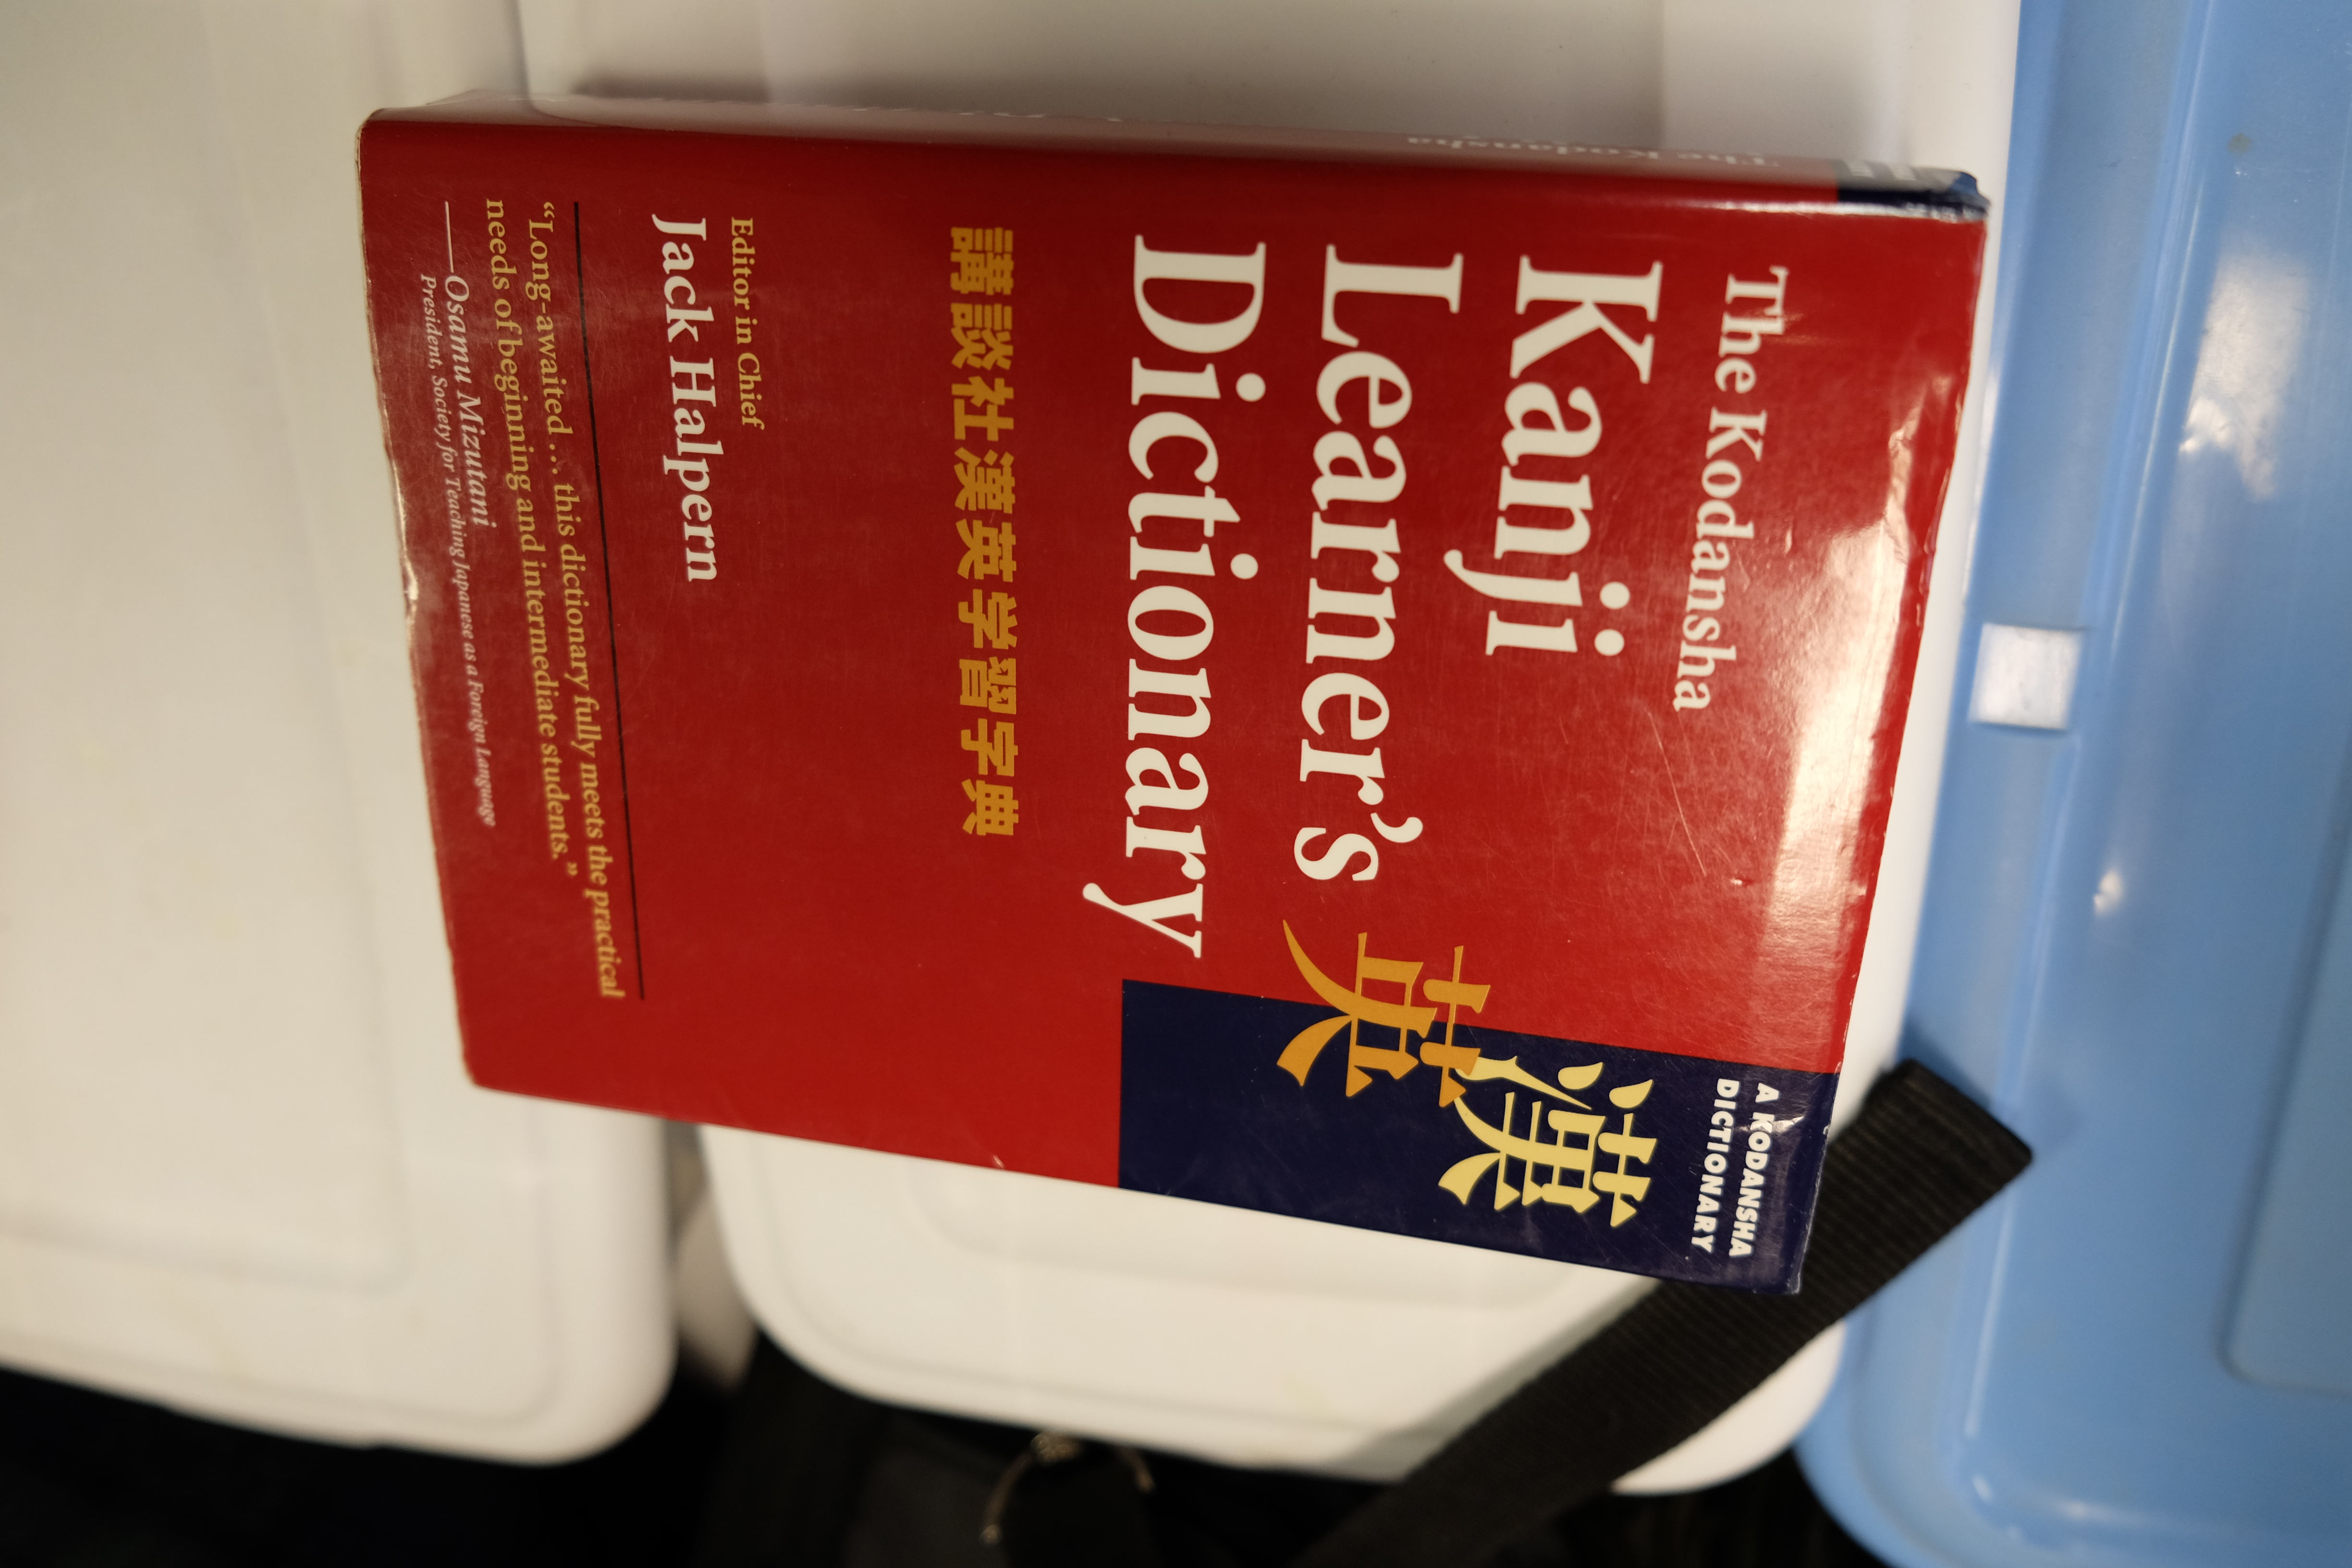 A KODANSHA
DICTIONARY
The Kodansha
Kanji
Learner's
Dictionary
漢英
講談社漢英学習字典
Editor in Chief
Jack Halpern
“Long-awaited ... this dictionary fully meets the practical
needs of beginning and intermediate students.”
——Osamu Mizutani
President, Society for Teaching Japanese as a Foreign Language
The Kodansha